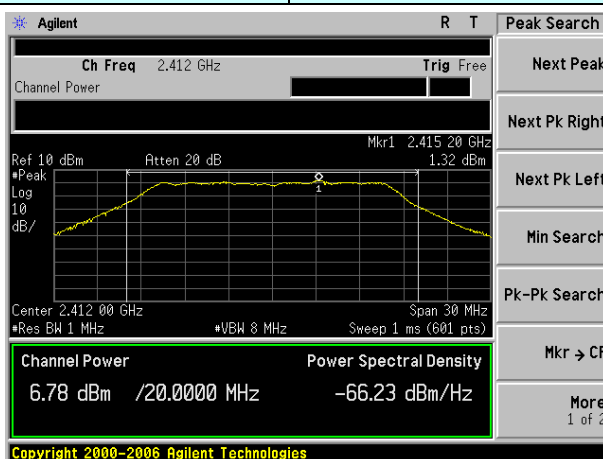 Agilent R T Peak Search
Ch Freq 2.412 GHz Trig Free
Channel Power
Next Peak
Next Pk Right
Mkr1 2.415 20 GHz
Ref 10 dBm Atten 20 dB 1.32 dBm
#Peak
Log
10
dB/
1
Next Pk Left
Min Search
Pk-Pk Search
Center 2.412 00 GHz Span 30 MHz
#Res BW 1 MHz #VBW 8 MHz Sweep 1 ms (601 pts)
Channel Power Power Spectral Density
6.78 dBm /20.0000 MHz -66.23 dBm/Hz
Mkr → CF
More
1 of 2
Copyright 2000-2006 Agilent Technologies